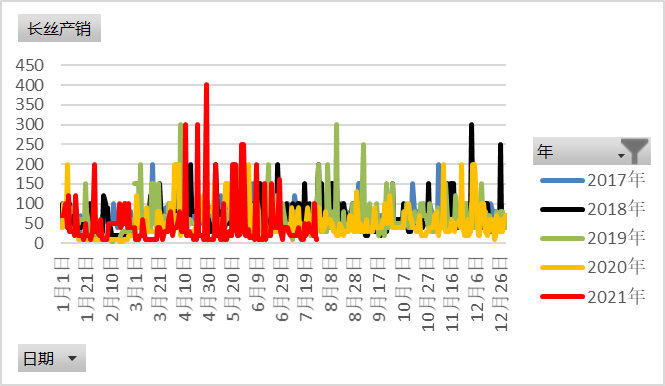 长丝产销
450
400
350
300
250
200
150
100
50
0
年
2017年
2018年
2019年
2020年
2021年
1月1日
1月21日
2月10日
3月1日
3月21日
4月10日
4月30日
5月20日
6月9日
6月29日
7月19日
8月8日
8月28日
9月17日
10月7日
10月27日
11月16日
12月6日
12月26日
日期